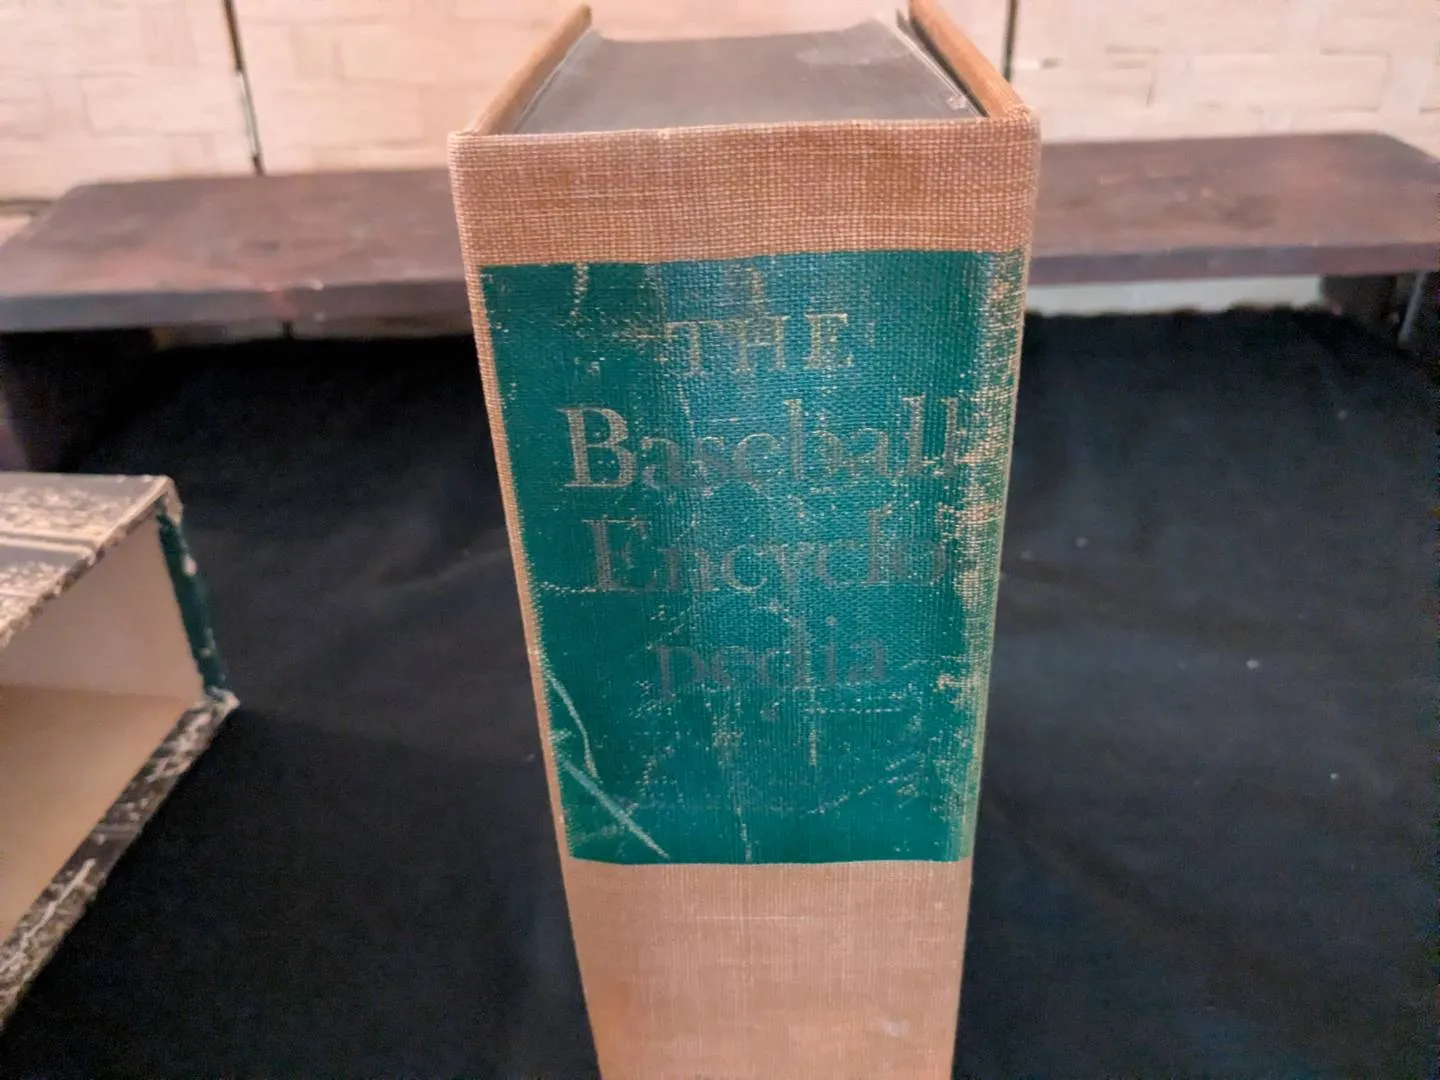 THE
Baseball
Encyclo
pedia